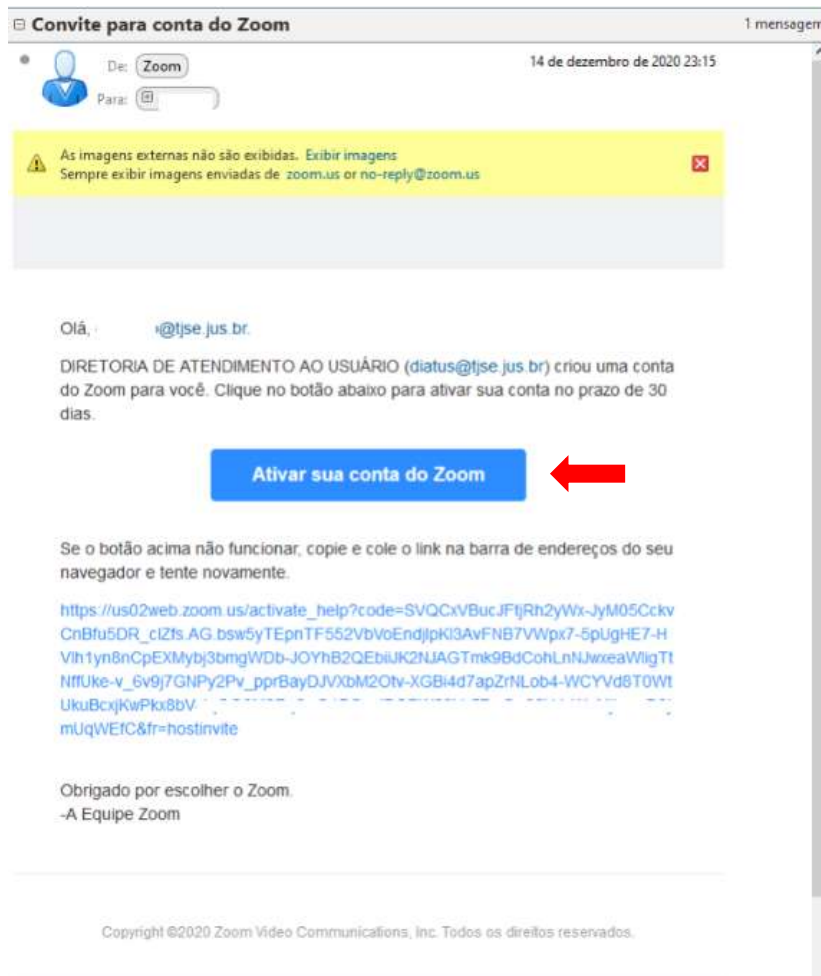 Convite para conta do Zoom
1 mensagem
De: Zoom
14 de dezembro de 2020 23:15
Para:
As imagens externas não são exibidas. Exibir imagens
Sempre exibir imagens enviadas de zoom.us or no-reply@zoom.us
Olá, @tjse.jus.br.
DIRETORIA DE ATENDIMENTO AO USUÁRIO (diatus@tjse.jus.br) criou uma conta
do Zoom para você. Clique no botão abaixo para ativar sua conta no prazo de 30
dias.
Ativar sua conta do Zoom
Se o botão acima não funcionar, copie e cole o link na barra de endereços do seu
navegador e tente novamente.
https://us02web.zoom.us/activate_help?code=SVQCxVBucJFtjRh2yWx-JyM05Cckv
CnBfu5DR_clZfs.AG.bsw5yTEpnTF552VbVoEndjlpKl3AvFNB7VWpx7-5pUgHE7-H
Vlh1yn8nCpEXMybj3bmgWDb-JOYhB2QEbiiJK2NJAGTmk9BdCohLnNJwxeaWligTt
NffUke-v_6v9j7GNPy2Pv_pprBayDJVXbM2Otv-XGBi4d7apZrNLob4-WCYVd8T0Wt
UkuBcxjKwPkx8bV
mUqWEfC&fr=hostinvite
Obrigado por escolher o Zoom.
-A Equipe Zoom
Copyright ©2020 Zoom Video Communications, Inc. Todos os direitos reservados.